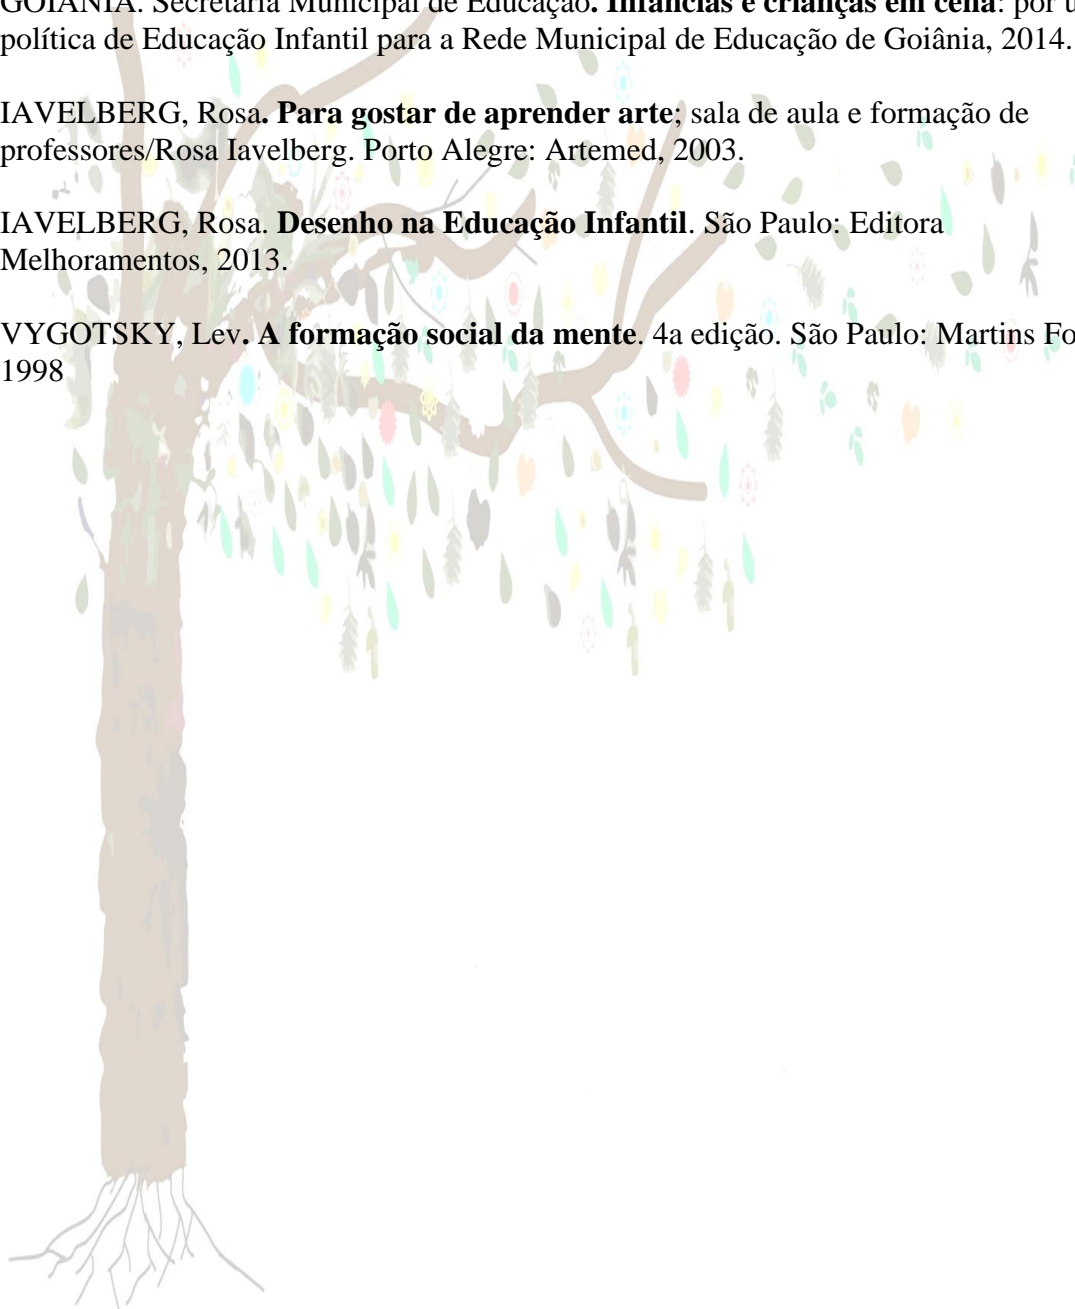 GOIÂNIA. Secretaria Municipal de Educação. Infâncias e crianças em cena: por
política de Educação Infantil para a Rede Municipal de Educação de Goiânia, 2014.
IAVELBERG, Rosa. Para gostar de aprender arte; sala de aula e formação de
professores/Rosa Iavelberg. Porto Alegre: Artemed, 2003.
IAVELBERG, Rosa. Desenho na Educação Infantil. São Paulo: Editora
Melhoramentos, 2013.
VYGOTSKY, Lev. A formação social da mente. 4a edição. São Paulo: Martins
1998